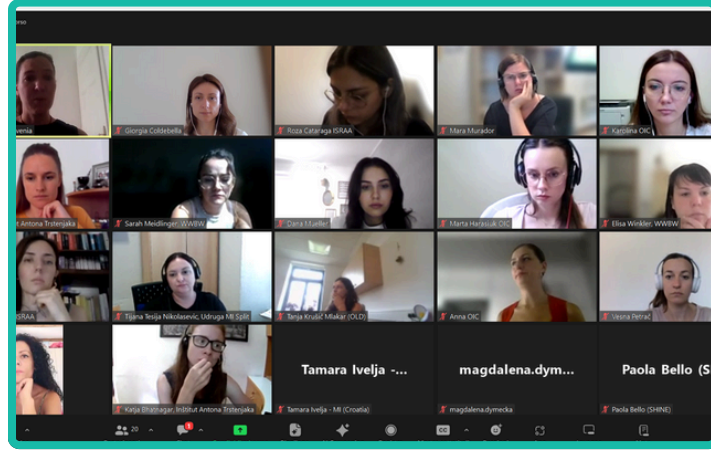 venia
Giorgia Coldebella
Roza Cataraga ISRAA
Mara Murador
Karolina OIC
t Antona Trstenjaka
Sarah Meidlinger, WWBW
Dana Mueller
Marta Harasiuk OIC
Elisa Winkler, WWBW
ISRAA
Tijana Tesija Nikolasevic, Udruga MI Split
Tanja Krušić Mlakar (OLD)
Anna OIC
Vesna Petrač
Katja Bhatnagar, Inštitut Antona Trstenjaka
Tamara Ivelja -...
Tamara Ivelja - MI (Croatia)
magdalena.dym...
magdalena.dymecka
Paola Bello (S
Paola Bello (SHINE)
20
CC